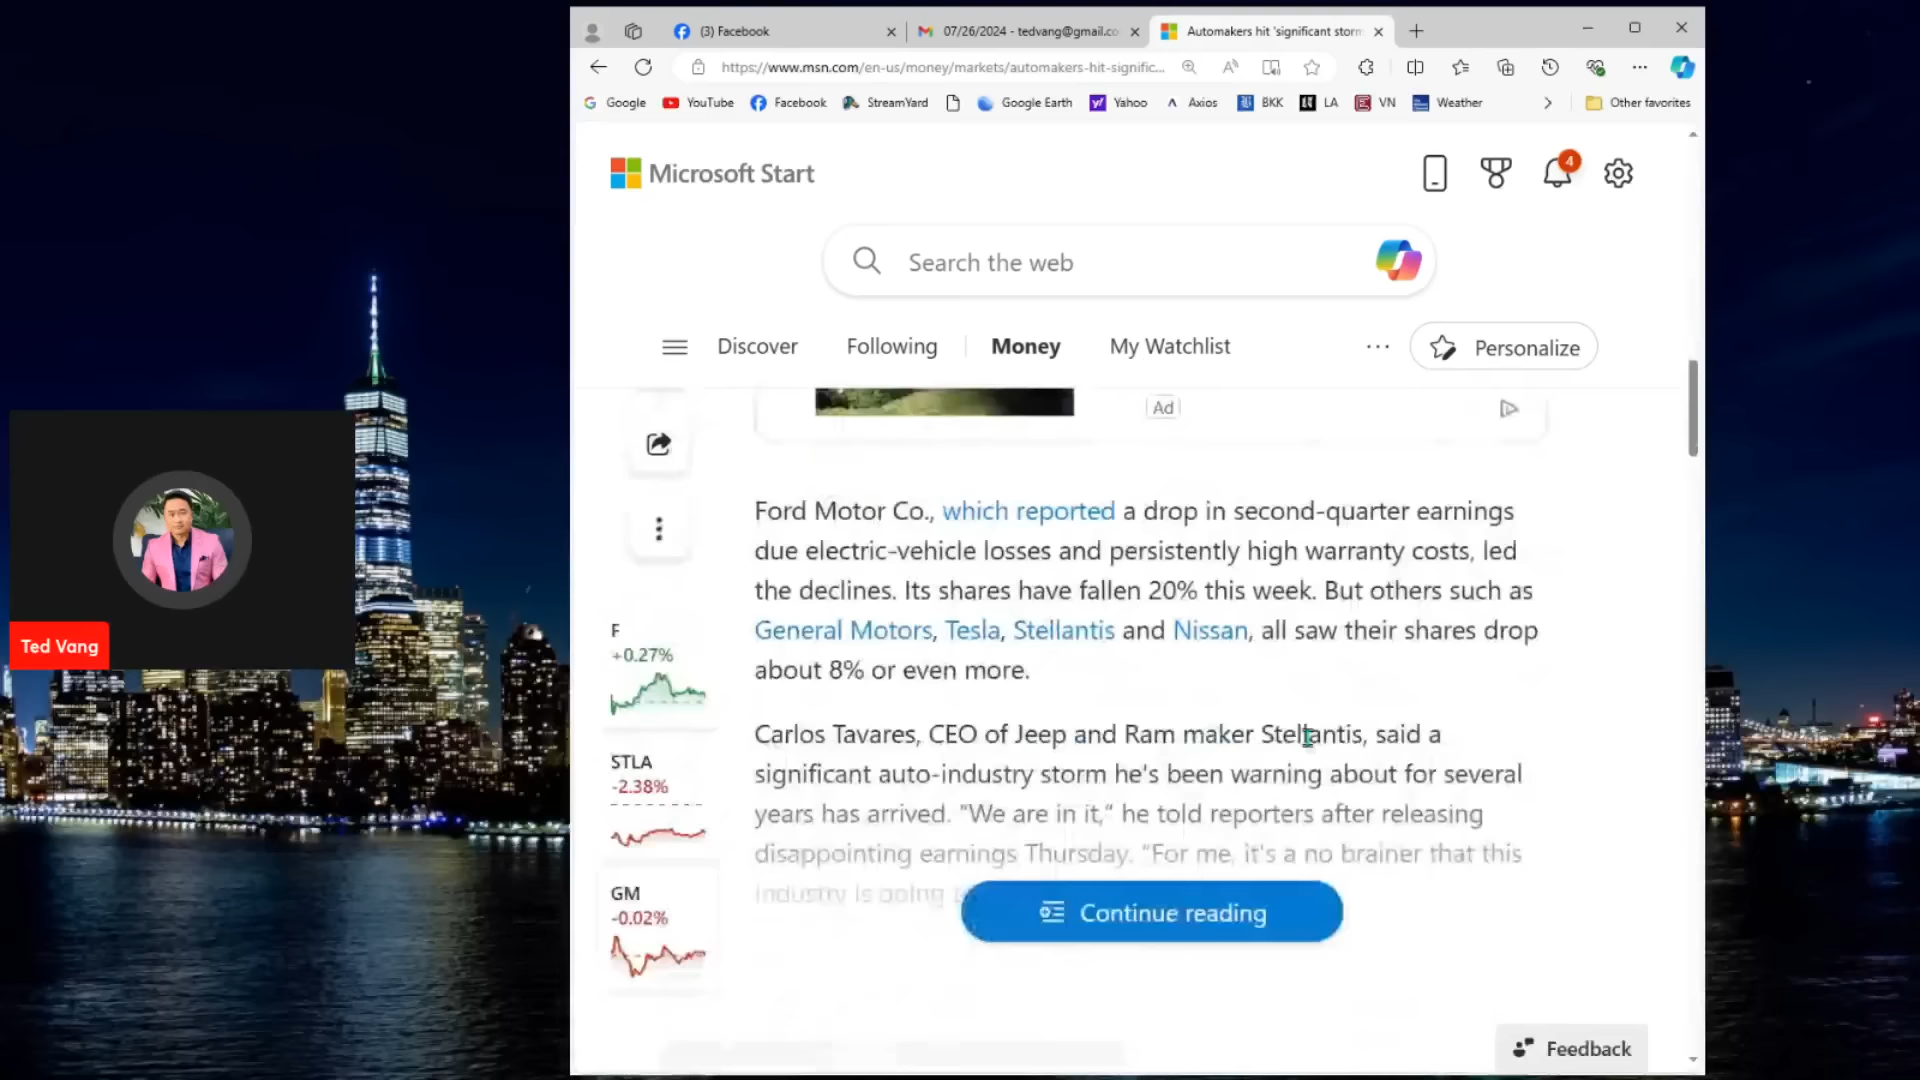 (3) Facebook
07/26/2024 - tedvang@gmail.co
Automakers hit 'significant storm
https://www.msn.com/en-us/money/markets/automakers-hit-signific...
Google YouTube Facebook StreamYard Google Earth Yahoo Axios BKK LA VN Weather Other favorites
Microsoft Start
4
Search the web
Discover Following Money My Watchlist ... Personalize
Ad
Ford Motor Co., which reported a drop in second-quarter earnings
due electric-vehicle losses and persistently high warranty costs, led
the declines. Its shares have fallen 20% this week. But others such as
General Motors, Tesla, Stellantis and Nissan, all saw their shares drop
about 8% or even more.
Carlos Tavares, CEO of Jeep and Ram maker Stellantis, said a
significant auto-industry storm he's been warning about for several
years has arrived. "We are in it," he told reporters after releasing
disappointing earnings Thursday. "For me, it's a no brainer that this
industry is going
F
+0.27%
STLA
-2.38%
GM
-0.02%
Continue reading
Feedback
Ted Vang